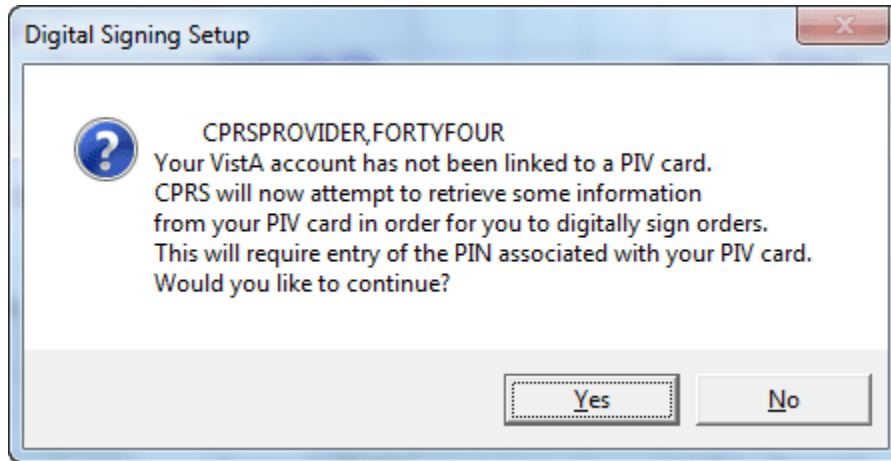 Digital Signing Setup
CPRSPROVIDER,FORTYFOUR
Your VistA account has not been linked to a PIV card.
CPRS will now attempt to retrieve some information
from your PIV card in order for you to digitally sign orders.
This will require entry of the PIN associated with your PIV card.
Would you like to continue?
Yes
No